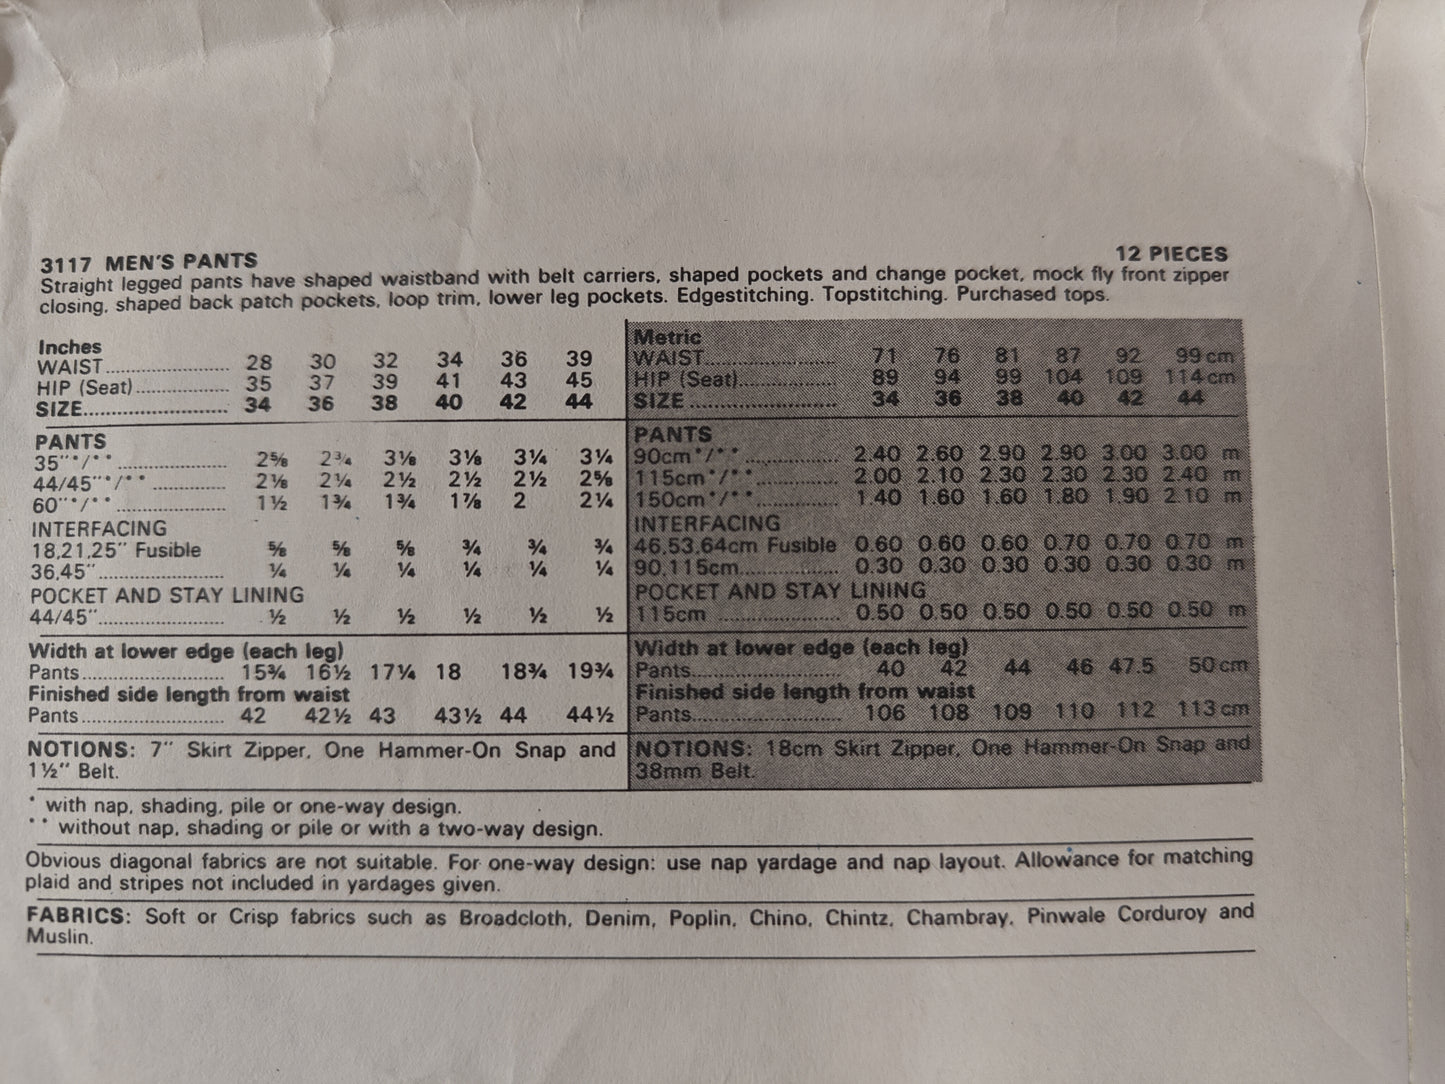 3117 MEN'S PANTS 12 PIECES
Straight legged pants have shaped waistband with belt carriers, shaped pockets and change pocket, mock fly front zipper
closing, shaped back patch pockets, loop trim, lower leg pockets. Edgestitching. Topstitching. Purchased tops.
Inches
WAIST 28 30 32 34 36 39
HIP (Seat) 35 37 39 41 43 45
SIZE 34 36 38 40 42 44
PANTS
35"*/** 2⅝ 2¾ 3⅛ 3⅛ 3¼ 3¼
44/45"*/** 2⅛ 2¼ 2½ 2½ 2½ 2⅝
60"*/** 1½ 1¾ 1¾ 1⅞ 2 2¼
INTERFACING
18,21,25" Fusible ⅝ ⅝ ⅝ ¾ ¾ ¾
36,45" ¼ ¼ ¼ ¼ ¼ ¼
POCKET AND STAY LINING
44/45" ½ ½ ½ ½ ½ ½
Width at lower edge (each leg)
Pants 15¾ 16½ 17¼ 18 18¾ 19¾
Finished side length from waist
Pants 42 42½ 43 43½ 44 44½
NOTIONS: 7" Skirt Zipper, One Hammer-On Snap and
1½" Belt.
Metric
WAIST 71 76 81 87 92 99 cm
HIP (Seat) 89 94 99 104 109 114 cm
SIZE 34 36 38 40 42 44
PANTS
90cm*/** 2.40 2.60 2.90 2.90 3.00 3.00 m
115cm*/** 2.00 2.10 2.30 2.30 2.30 2.40 m
150cm*/** 1.40 1.60 1.60 1.80 1.90 2.10 m
INTERFACING
46,53,64cm Fusible 0.60 0.60 0.60 0.70 0.70 0.70 m
90,115cm 0.30 0.30 0.30 0.30 0.30 0.30 m
POCKET AND STAY LINING
115cm 0.50 0.50 0.50 0.50 0.50 0.50 m
Width at lower edge (each leg)
Pants 40 42 44 46 47.5 50 cm
Finished side length from waist
Pants 106 108 109 110 112 113 cm
NOTIONS: 18cm Skirt Zipper, One Hammer-On Snap and
38mm Belt.
* with nap, shading, pile or one-way design.
** without nap, shading or pile or with a two-way design.
Obvious diagonal fabrics are not suitable. For one-way design: use nap yardage and nap layout. Allowance for matching
plaid and stripes not included in yardages given.
FABRICS: Soft or Crisp fabrics such as Broadcloth, Denim, Poplin, Chino, Chintz, Chambray, Pinwale Corduroy and
Muslin.